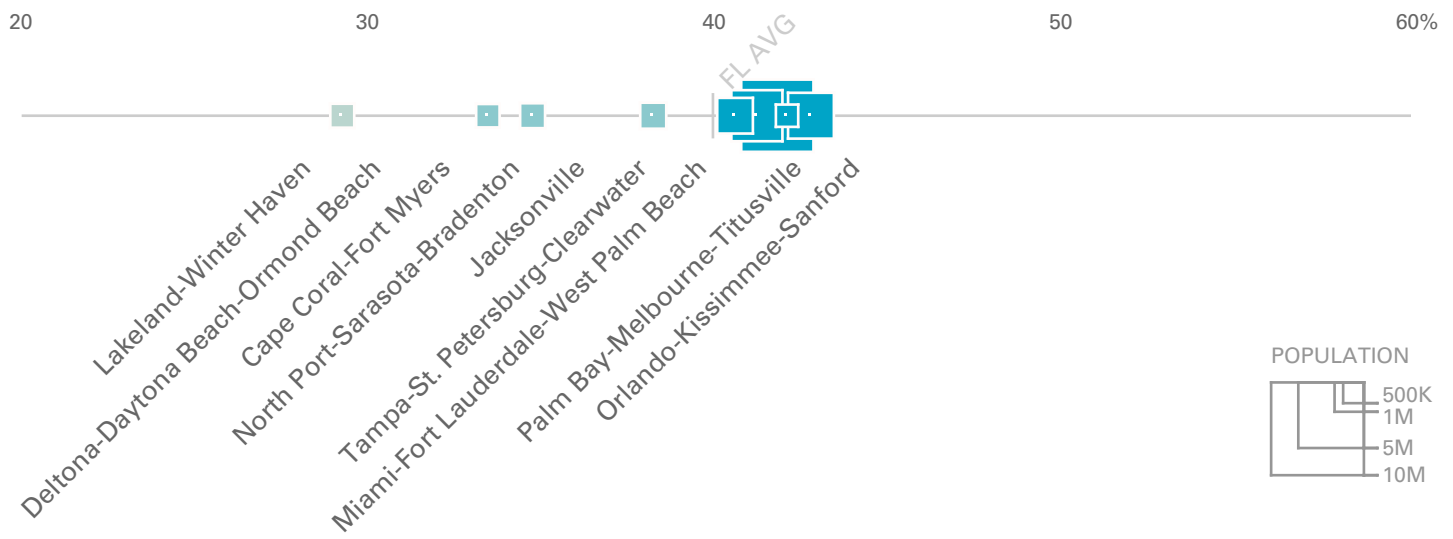 20 30 40 50 60%
FL AVG
Lakeland-Winter Haven
Deltona-Daytona Beach-Ormond Beach
Cape Coral-Fort Myers
North Port-Sarasota-Bradenton
Jacksonville
Tampa-St. Petersburg-Clearwater
Miami-Fort Lauderdale-West Palm Beach
Palm Bay-Melbourne-Titusville
Orlando-Kissimmee-Sanford
POPULATION
500K
1M
5M
10M